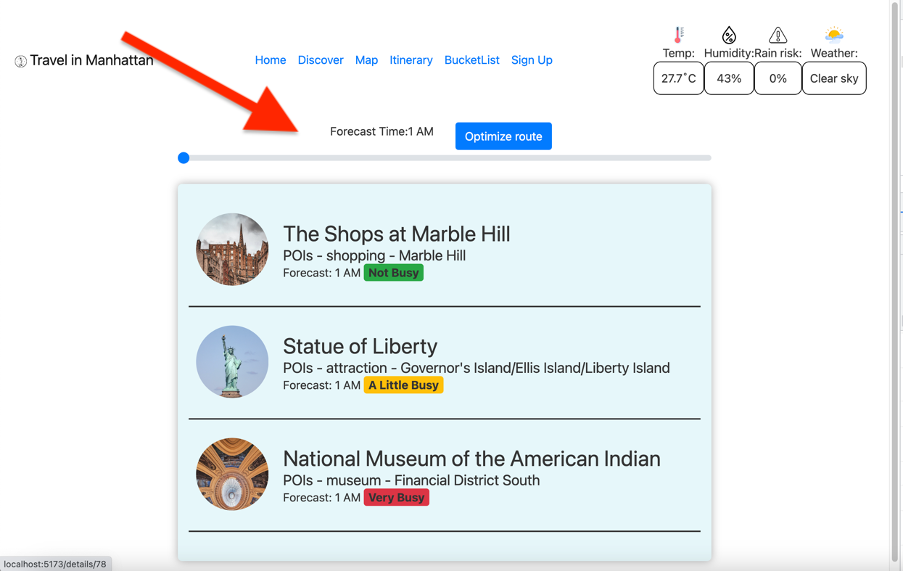 Travel in Manhattan
Home Discover Map Itinerary BucketList Sign Up
Temp: Humidity: Rain risk: Weather:
27.7°C 43% 0% Clear sky
Forecast Time:1 AM Optimize route
The Shops at Marble Hill
POIs - shopping - Marble Hill
Forecast: 1 AM Not Busy
Statue of Liberty
POIs - attraction - Governor's Island/Ellis Island/Liberty Island
Forecast: 1 AM A Little Busy
National Museum of the American Indian
POIs - museum - Financial District South
Forecast: 1 AM Very Busy
localhost:5173/details/78